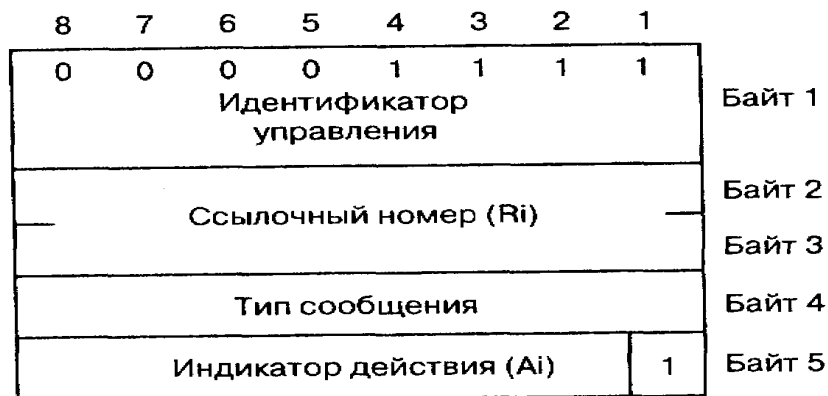 8 7 6 5 4 3 2 1
0 0 0 0 1 1 1 1
Идентификатор
управления
Байт 1
Байт 2
Ссылочный номер (Ri)
Байт 3
Тип сообщения
Байт 4
Индикатор действия (Ai)
1
Байт 5